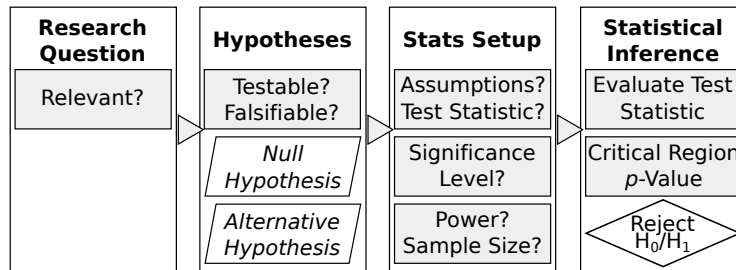 Research
Question
Relevant?
Hypotheses
Testable?
Falsifiable?
Null
Hypothesis
Alternative
Hypothesis
Stats Setup
Assumptions?
Test Statistic?
Significance
Level?
Power?
Sample Size?
Statistical
Inference
Evaluate Test
Statistic
Critical Region
p-Value
Reject
H₀/H₁